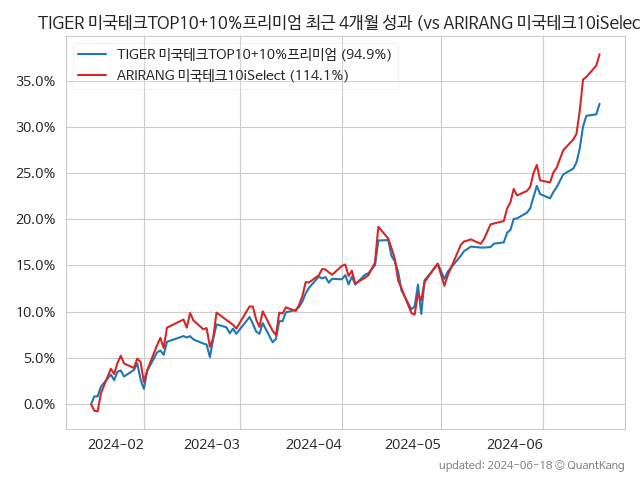 TIGER 미국테크TOP10+10%프리미엄 최근 4개월 성과 (vs ARIRANG 미국테크10iSelec
TIGER 미국테크TOP10+10%프리미엄 (94.9%)
ARIRANG 미국테크10iSelect (114.1%)
35.0%
30.0%
25.0%
20.0%
15.0%
10.0%
5.0%
0.0%
2024-02 2024-03 2024-04 2024-05 2024-06
updated: 2024-06-18 © QuantKang